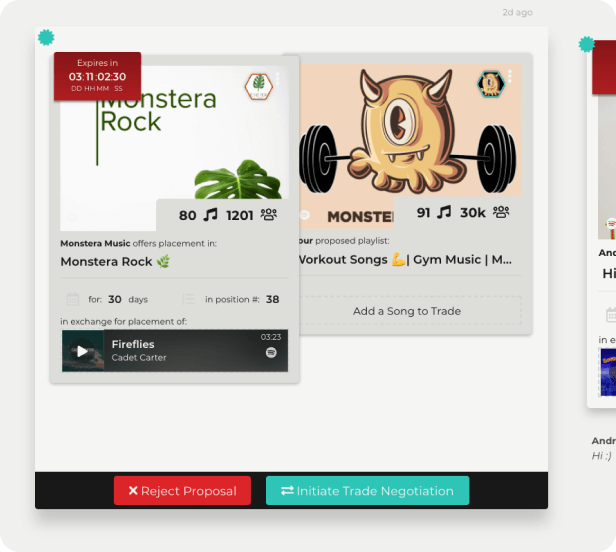 2d ago
Expires in
03:11:02:30
DD HH MM SS
Monstera
Rock
80 1201
Monstera Music offers placement in:
Monstera Rock 🌿
for: 30 days in position #: 38
in exchange for placement of:
Fireflies
Cadet Carter
03:23
MONSTE
91 30k
our proposed playlist:
Workout Songs 💪| Gym Music | M...
Add a Song to Trade
Reject Proposal
Initiate Trade Negotiation
And
Hi
in e
Andr
Hi :)